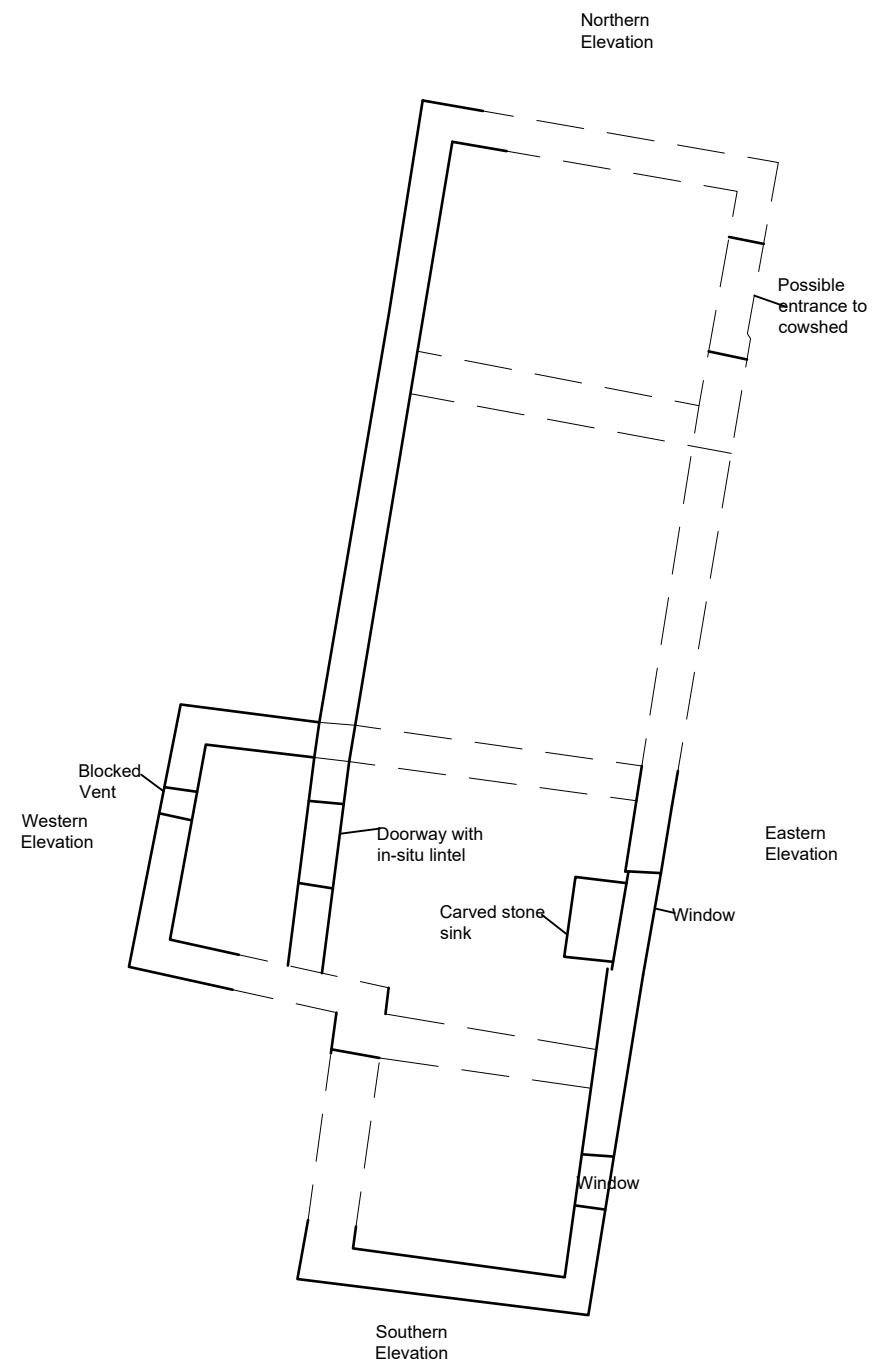 Northern
Elevation
Possible
entrance to
cowshed
Blocked
Vent
Western
Elevation
Doorway with
in-situ lintel
Eastern
Elevation
Carved stone
sink
Window
Window
Southern
Elevation